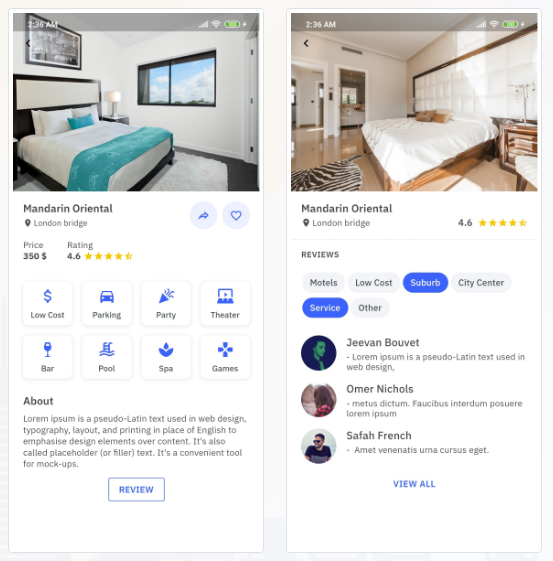 2:36 AM
100
Mandarin Oriental
London bridge
Price
Rating
350 $
4.6
Low Cost
Parking
Party
Theater
Bar
Pool
Spa
Games
About
Lorem ipsum is a pseudo-Latin text used in web design,
typography, layout, and printing in place of English to
emphasise design elements over content. It's also
called placeholder (or filler) text. It's a convenient tool
for mock-ups.
REVIEW
2:36 AM
100
Mandarin Oriental
London bridge
4.6
REVIEWS
Motels
Low Cost
Suburb
City Center
Service
Other
Jeevan Bouvet
- Lorem ipsum is a pseudo-Latin text used in
web design,
Omer Nichols
- metus dictum. Faucibus interdum posuere
lorem ipsum
Safah French
- Amet venenatis urna cursus eget.
VIEW ALL